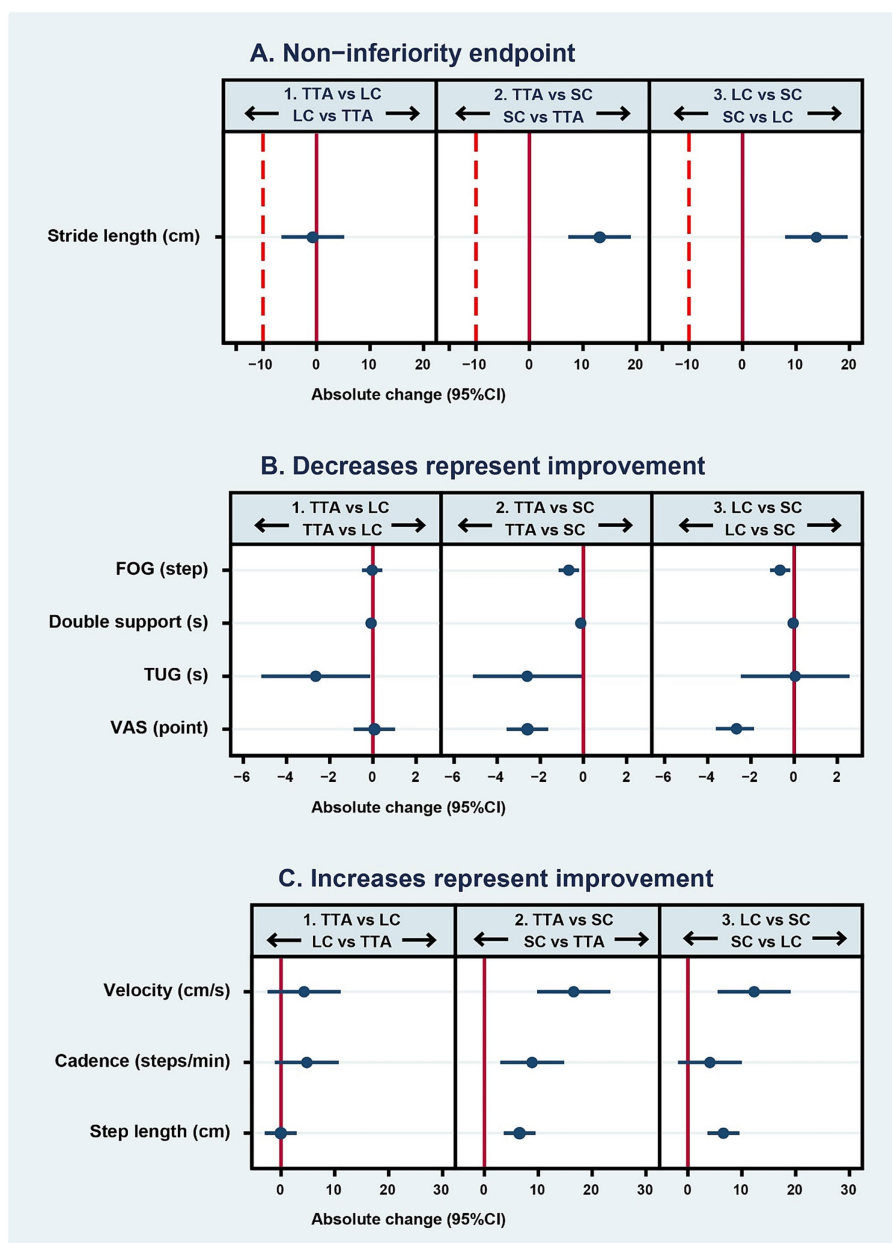 A. Non−inferiority endpoint
1. TTA vs LC
LC vs TTA
2. TTA vs SC
SC vs TTA
3. LC vs SC
SC vs LC
Stride length (cm)
−10 0 10 20
−10 0 10 20
−10 0 10 20
Absolute change (95%CI)
B. Decreases represent improvement
1. TTA vs LC
TTA vs LC
2. TTA vs SC
TTA vs SC
3. LC vs SC
LC vs SC
FOG (step)
Double support (s)
TUG (s)
VAS (point)
−6 −4 −2 0 2
−6 −4 −2 0 2
−6 −4 −2 0 2
Absolute change (95%CI)
C. Increases represent improvement
1. TTA vs LC
LC vs TTA
2. TTA vs SC
SC vs TTA
3. LC vs SC
SC vs LC
Velocity (cm/s)
Cadence (steps/min)
Step length (cm)
0 10 20 30
0 10 20 30
0 10 20 30
Absolute change (95%CI)